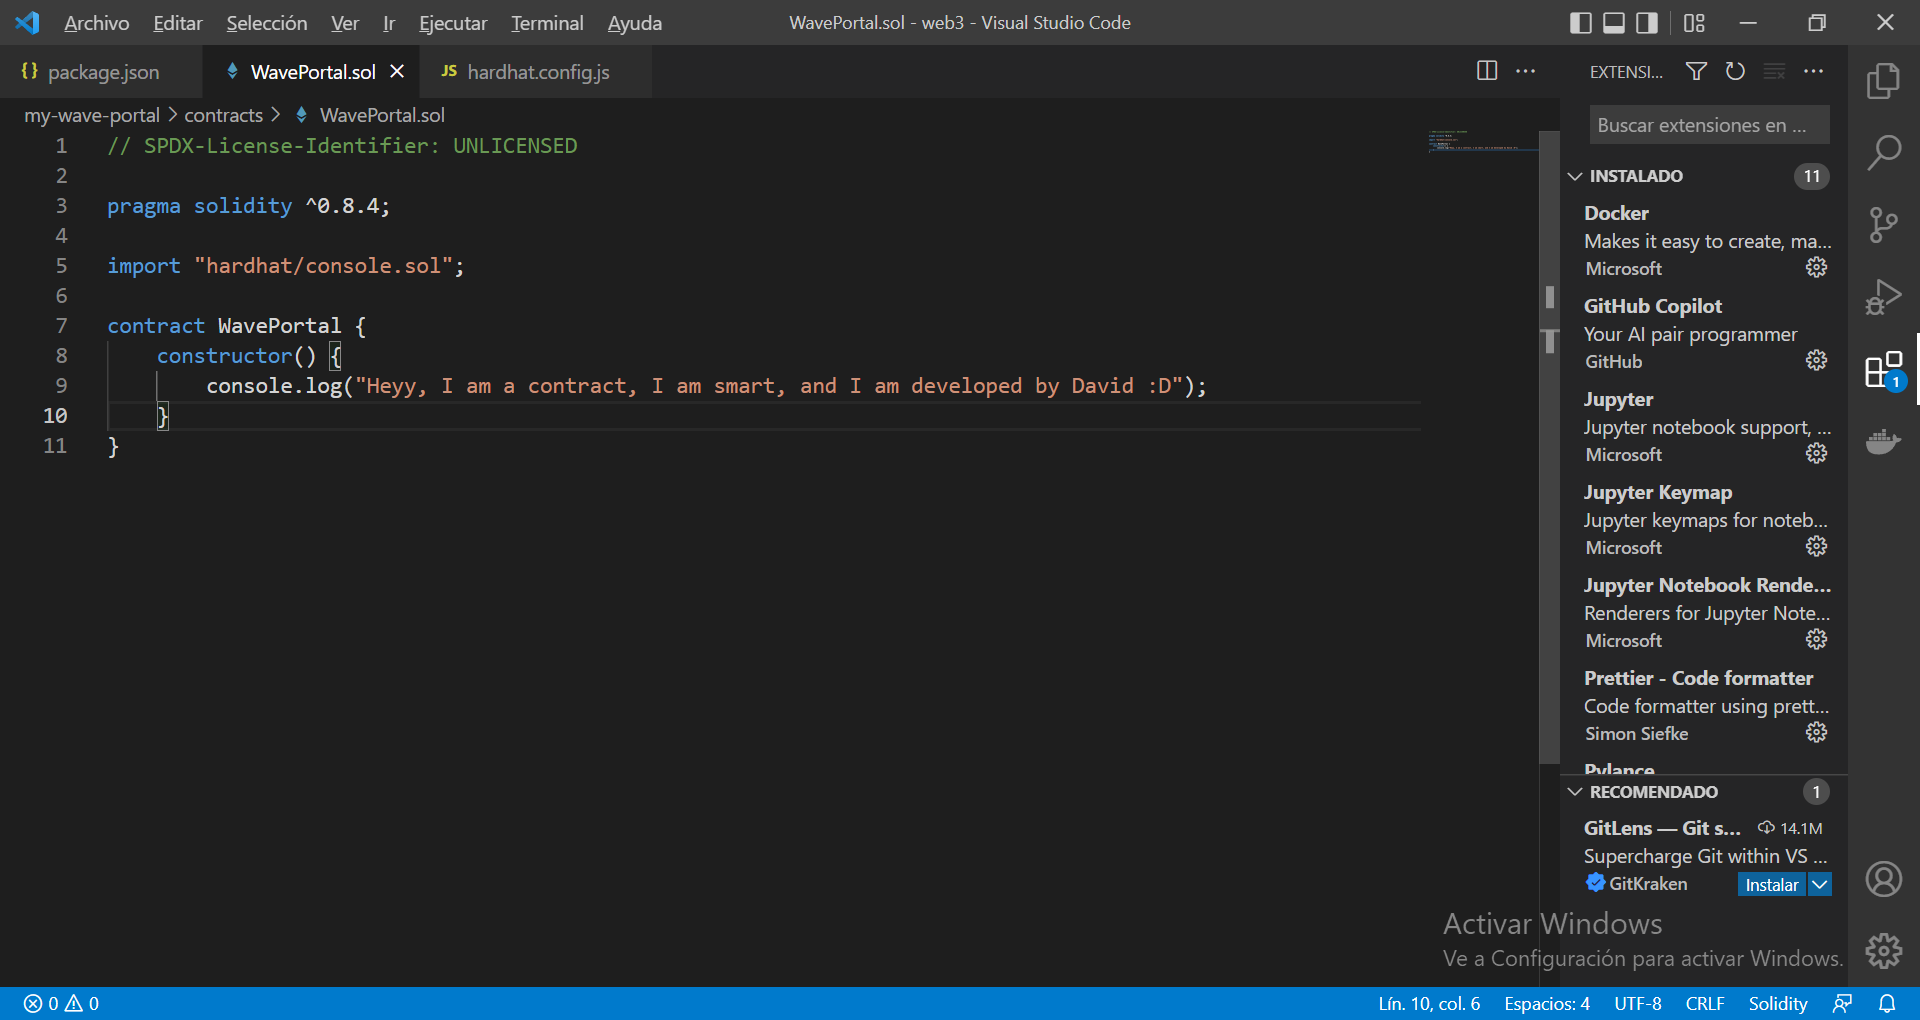 Archivo Editar Selección Ver Ir Ejecutar Terminal Ayuda WavePortal.sol - web3 - Visual Studio Code
{} package.json WavePortal.sol JS hardhat.config.js
my-wave-portal > contracts > WavePortal.sol
1 // SPDX-License-Identifier: UNLICENSED
2
3 pragma solidity ^0.8.4;
4
5 import "hardhat/console.sol";
6
7 contract WavePortal {
8 constructor() {
9 console.log("Heyy, I am a contract, I am smart, and I am developed by David :D");
10 }
11 }
EXTENSI...
Buscar extensiones en ...
INSTALADO 11
Docker
Makes it easy to create, ma...
Microsoft
GitHub Copilot
Your AI pair programmer
GitHub
Jupyter
Jupyter notebook support, ...
Microsoft
Jupyter Keymap
Jupyter keymaps for noteb...
Microsoft
Jupyter Notebook Rende...
Renderers for Jupyter Note...
Microsoft
Prettier - Code formatter
Code formatter using prett...
Simon Siefke
Pylance
RECOMENDADO 1
GitLens — Git s... 14.1M
Supercharge Git within VS ...
GitKraken Instalar
1
Activar Windows
Ve a Configuración para activar Windows.
0 0 Lín. 10, col. 6 Espacios: 4 UTF-8 CRLF Solidity